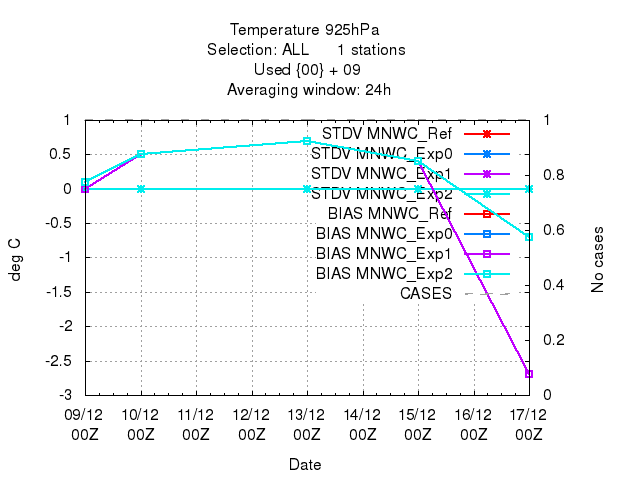 Temperature 925hPa
Selection: ALL 1 stations
Used {00} + 09
Averaging window: 24h
1
0.5
0
-0.5
-1
-1.5
-2
-2.5
-3
deg C
STDV MNWC_Ref
STDV MNWC_Exp0
STDV MNWC_Exp1
STDV MNWC_Exp2
BIAS MNWC_Ref
BIAS MNWC_Exp0
BIAS MNWC_Exp1
BIAS MNWC_Exp2
CASES
1
0.8
0.6
0.4
0.2
0
No cases
09/12 10/12 11/12 12/12 13/12 14/12 15/12 16/12 17/12
00Z 00Z 00Z 00Z 00Z 00Z 00Z 00Z 00Z
Date